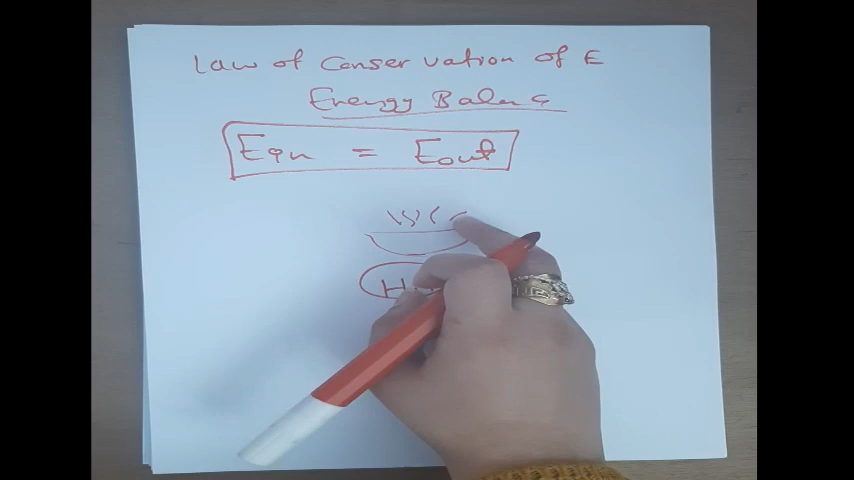 Law of Conservation of E
Energy Balance
Ein = Eout